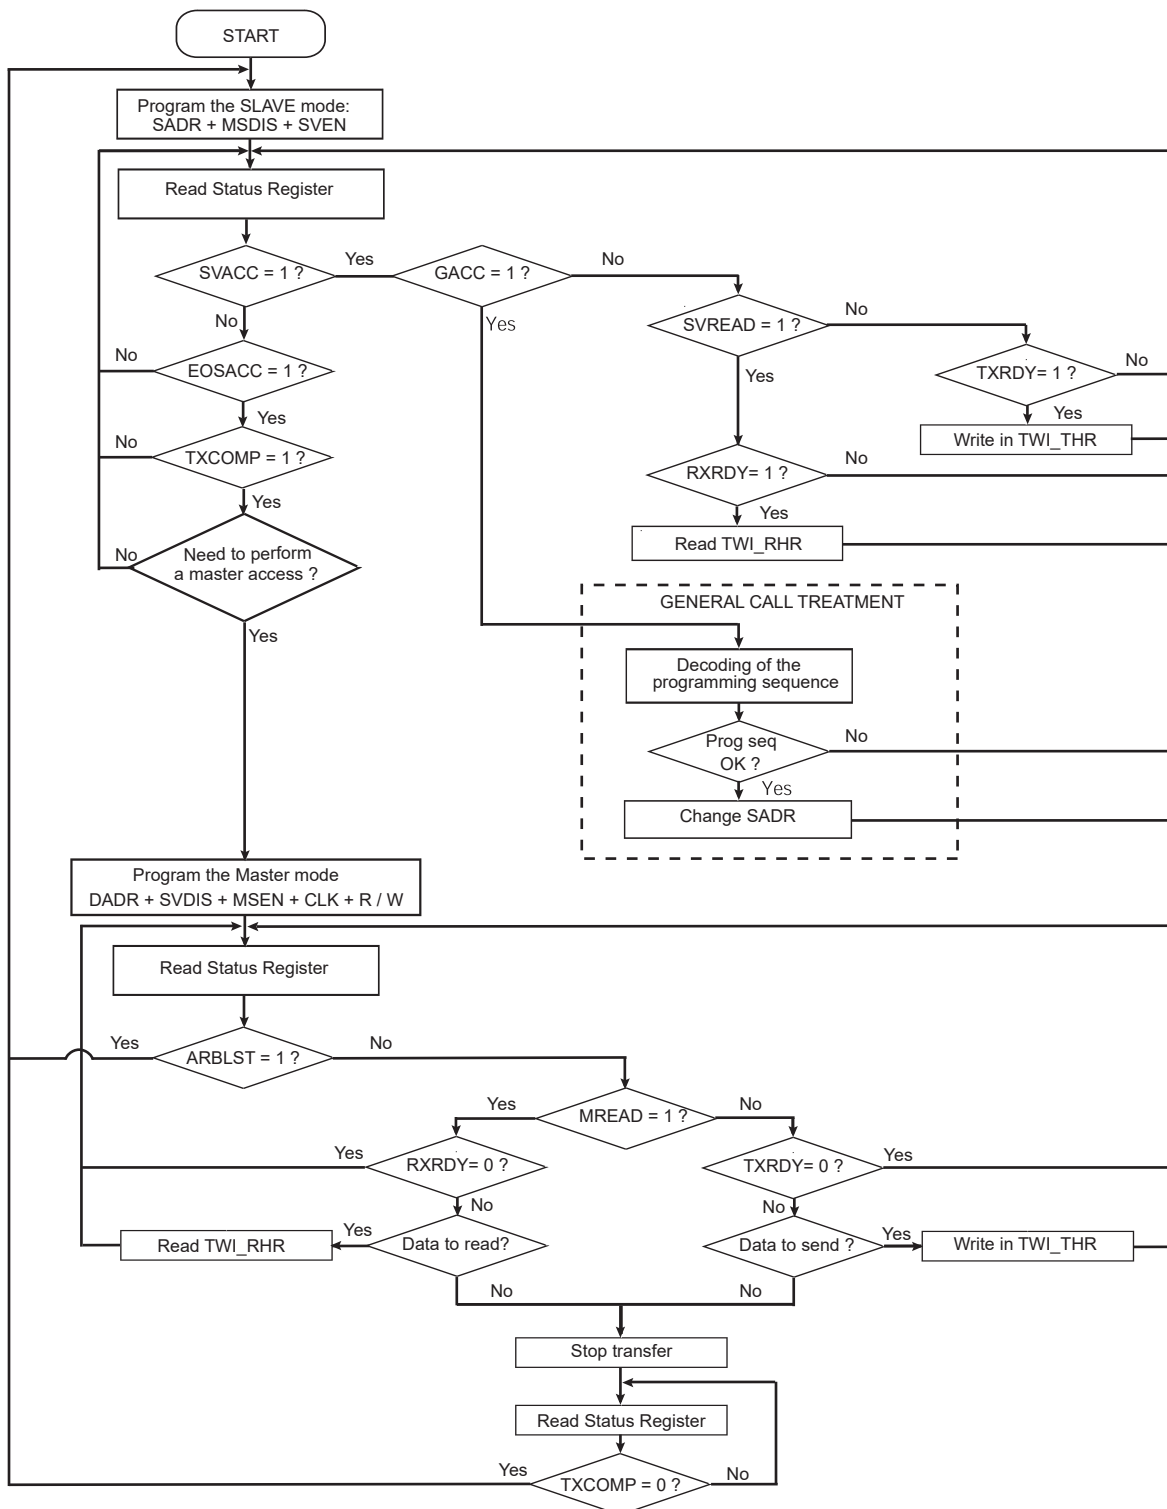 START
Program the SLAVE mode:
SADR + MSDIS + SVEN
Read Status Register
SVACC = 1 ?
Yes
GACC = 1 ?
No
No
Yes
SVREAD = 1 ?
No
No
EOSACC = 1 ?
Yes
TXRDY= 1 ?
No
Yes
Yes
Write in TWI_THR
No
TXCOMP = 1 ?
RXRDY= 1 ?
No
Yes
Yes
Read TWI_RHR
No
Need to perform
a master access ?
Yes
GENERAL CALL TREATMENT
Decoding of the
programming sequence
Prog seq
OK ?
No
Yes
Change SADR
Program the Master mode
DADR + SVDIS + MSEN + CLK + R / W
Read Status Register
Yes
ARBLST = 1 ?
No
Yes
MREAD = 1 ?
No
Yes
RXRDY= 0 ?
TXRDY= 0 ?
Yes
No
No
Read TWI_RHR
Yes
Data to read?
Data to send ?
Yes
Write in TWI_THR
No
No
Stop transfer
Read Status Register
Yes
TXCOMP = 0 ?
No